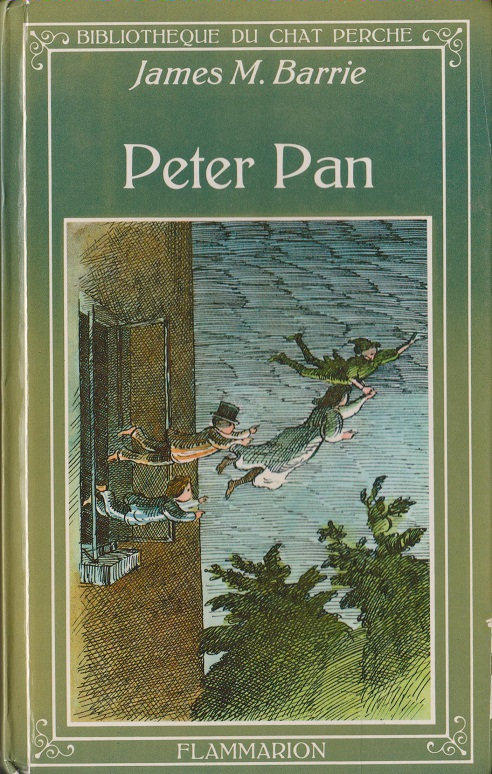 BIBLIOTHEQUE DU CHAT PERCHE
James M. Barrie
Peter Pan
FLAMMARION